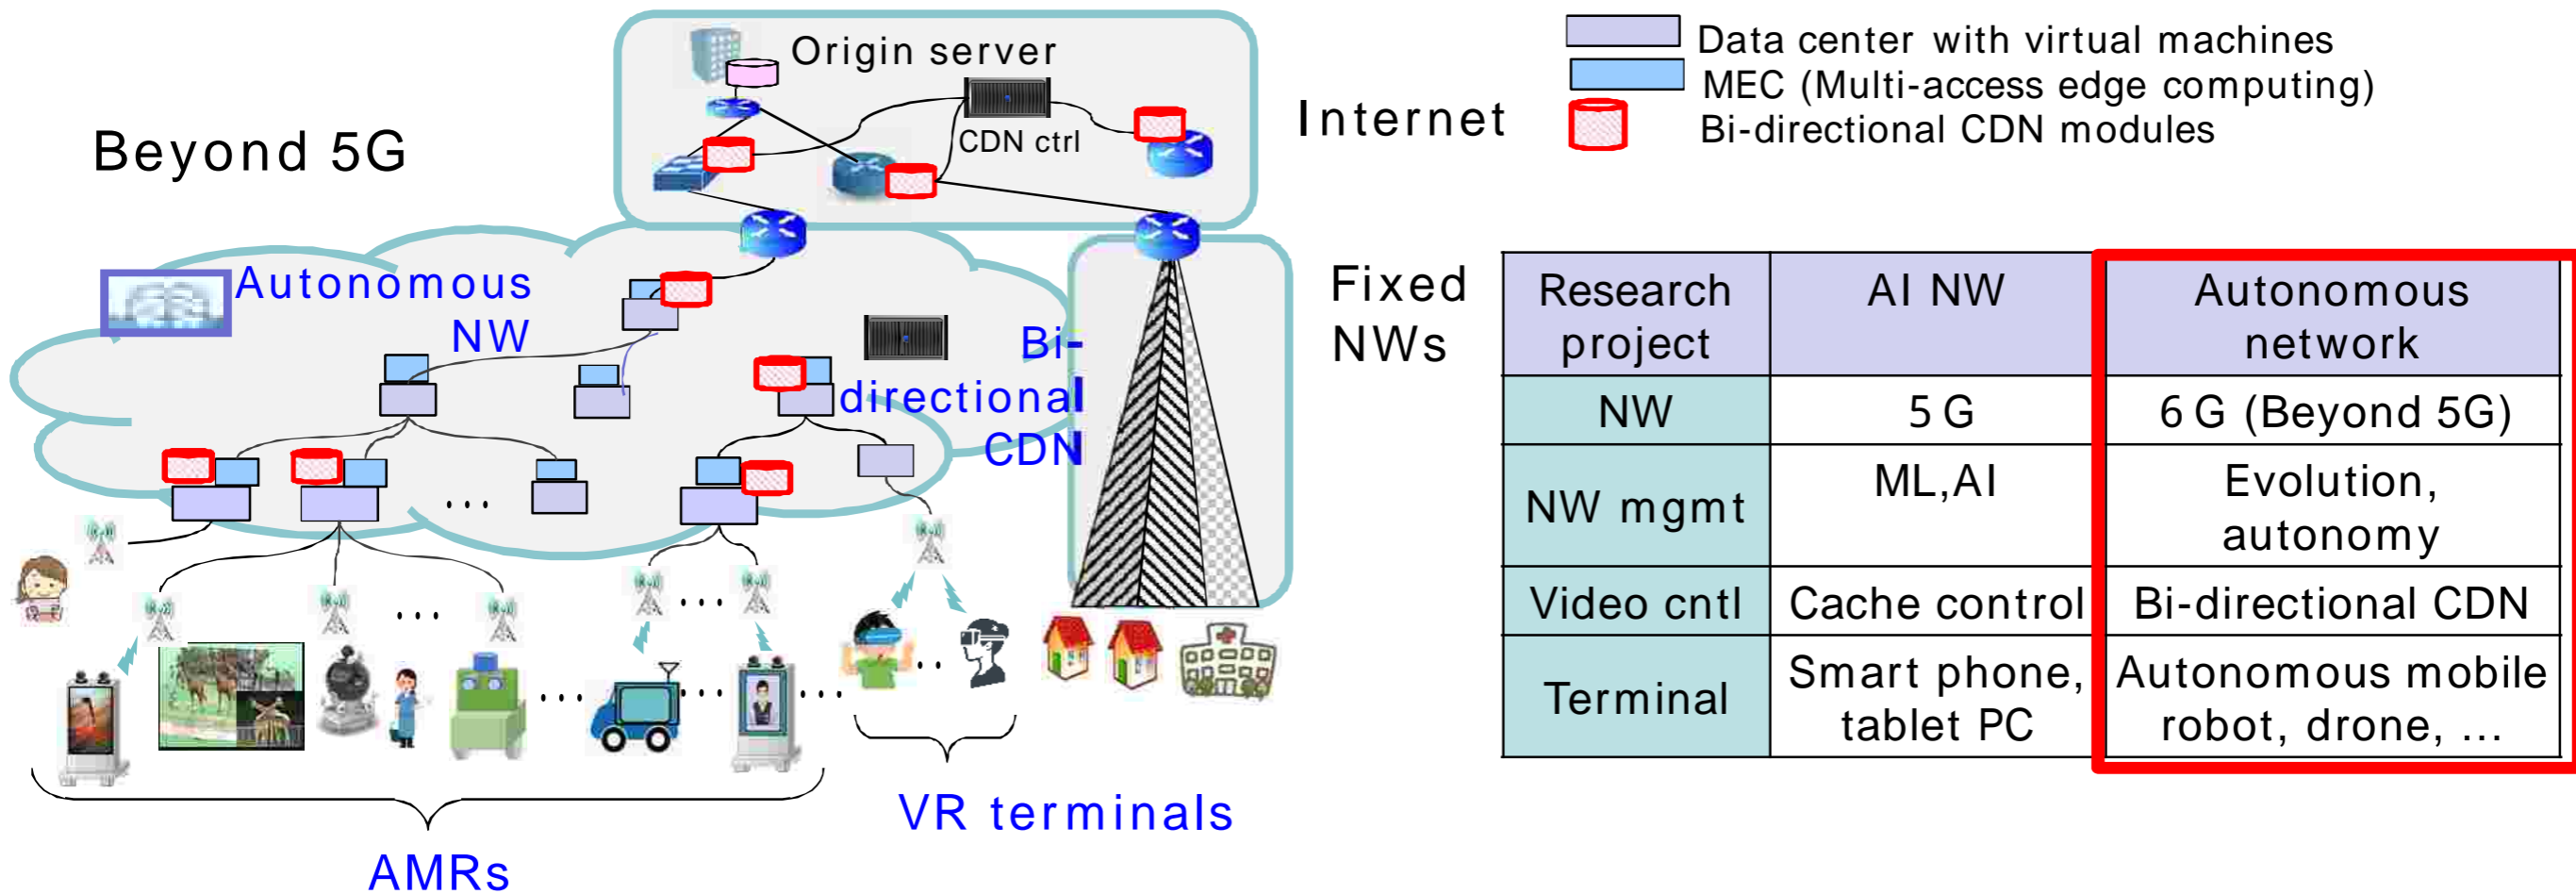 Origin server
CDN ctrl
Beyond 5G
Internet
Data center with virtual machines
MEC (Multi-access edge computing)
Bi-directional CDN modules
Autonomous
NW
Bi-
directional
CDN
...
Fixed
NWs
...
...
..
...
...
...
AMRs
VR terminals
Research project | AI NW | Autonomous network
NW | 5 G | 6 G (Beyond 5G)
NW mgmt | ML,AI | Evolution, autonomy
Video cntl | Cache control | Bi-directional CDN
Terminal | Smart phone, tablet PC | Autonomous mobile robot, drone, ...